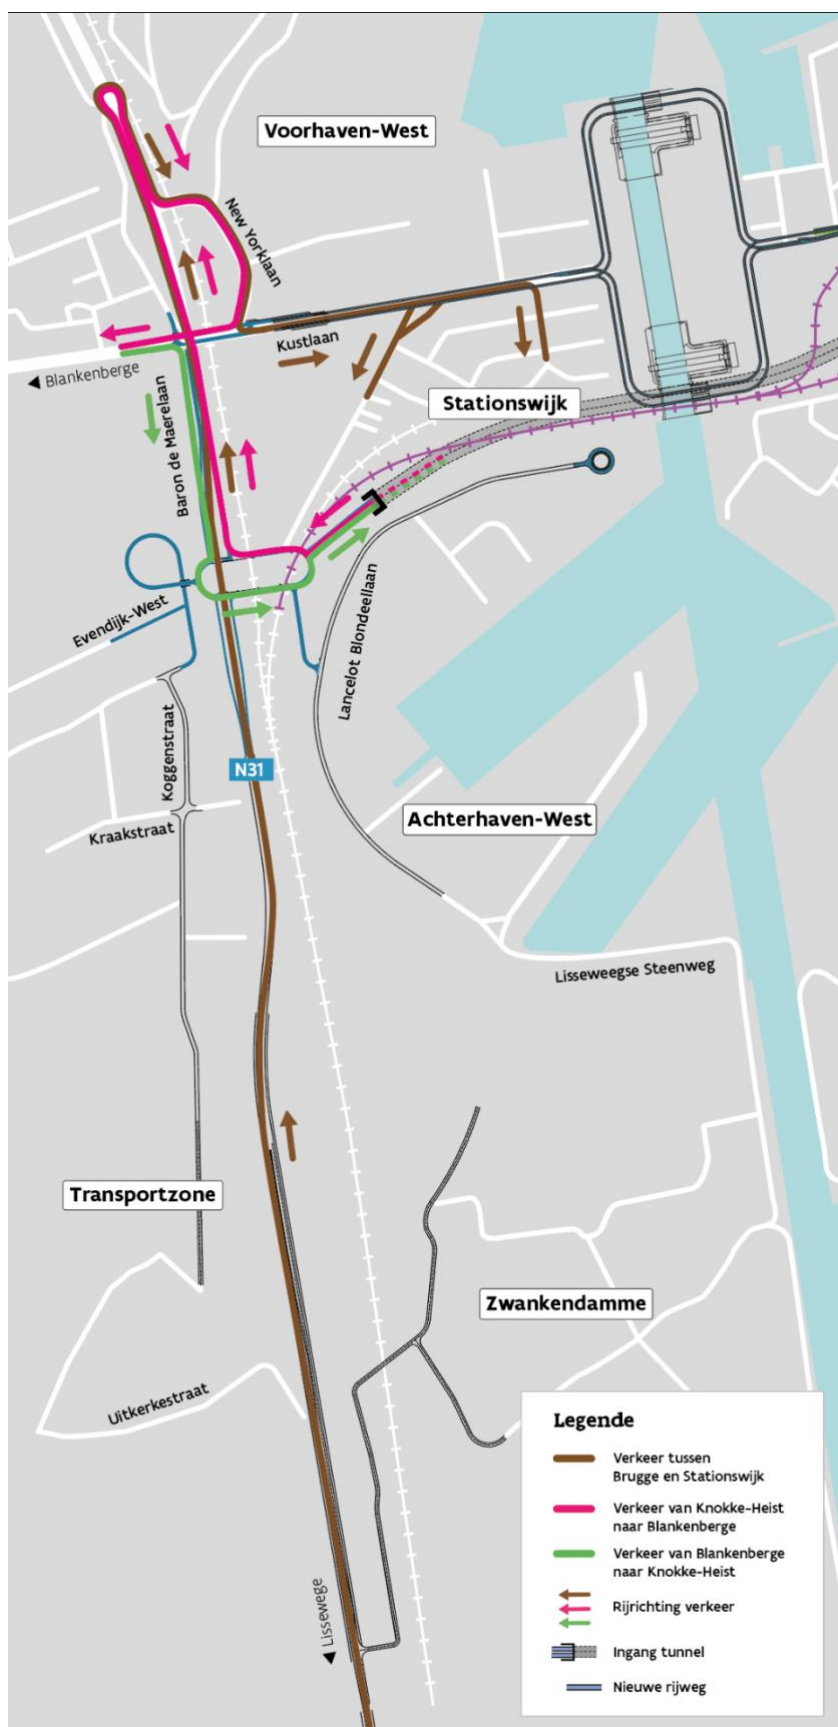 Voorhaven-West
New Yorklaan
Kustlaan
Blankenberge
Stationswijk
Baron de Maerelaan
Evendijk-West
Lancelot Blondeellaan
Koggenstraat
N31
Kraakstraat
Achterhaven-West
Lisseweegse Steenweg
Transportzone
Zwankendamme
Uitkerkestraat
Lissewege
Legende
Verkeer tussen
Brugge en Stationswijk
Verkeer van Knokke-Heist
naar Blankenberge
Verkeer van Blankenberge
naar Knokke-Heist
Rijrichting verkeer
Ingang tunnel
Nieuwe rijweg